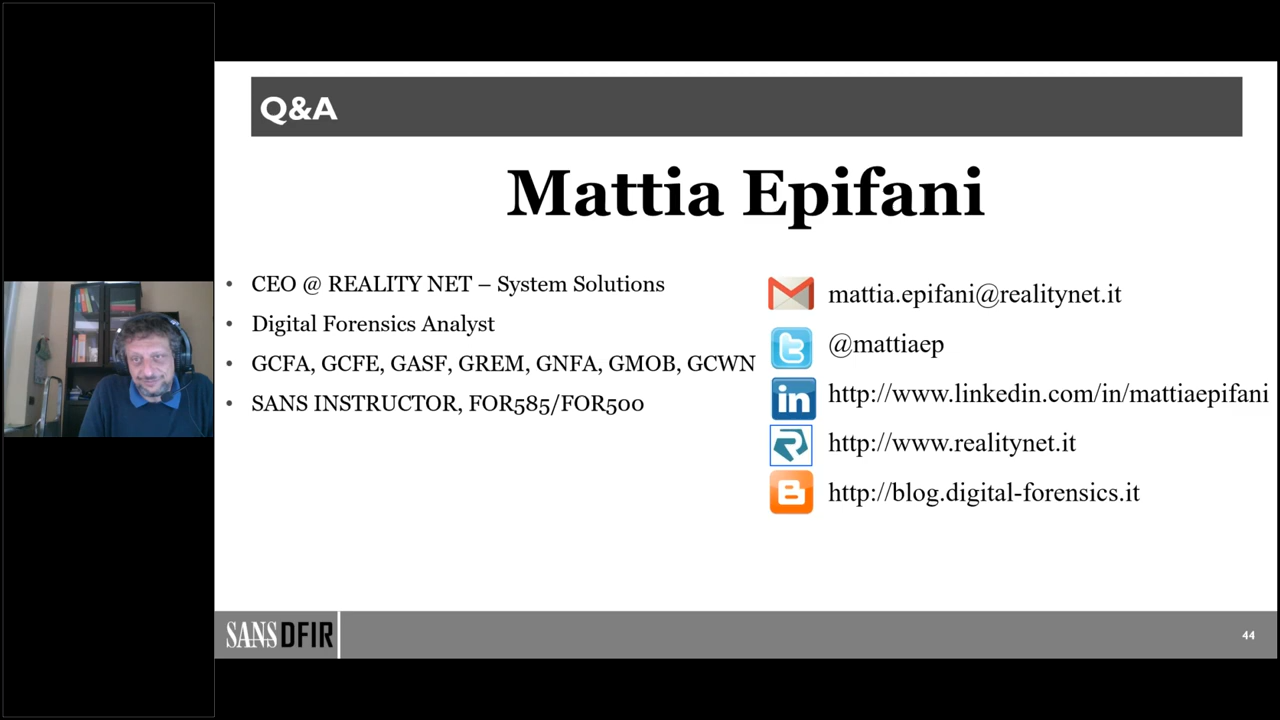 Q&A
Mattia Epifani
• CEO @ REALITY NET – System Solutions
• Digital Forensics Analyst
• GCFA, GCFE, GASF, GREM, GNFA, GMOB, GCWN
• SANS INSTRUCTOR, FOR585/FOR500
mattia.epifani@realitynet.it
@mattiaep
http://www.linkedin.com/in/mattiaepifani
http://www.realitynet.it
http://blog.digital-forensics.it
SANS DFIR
44